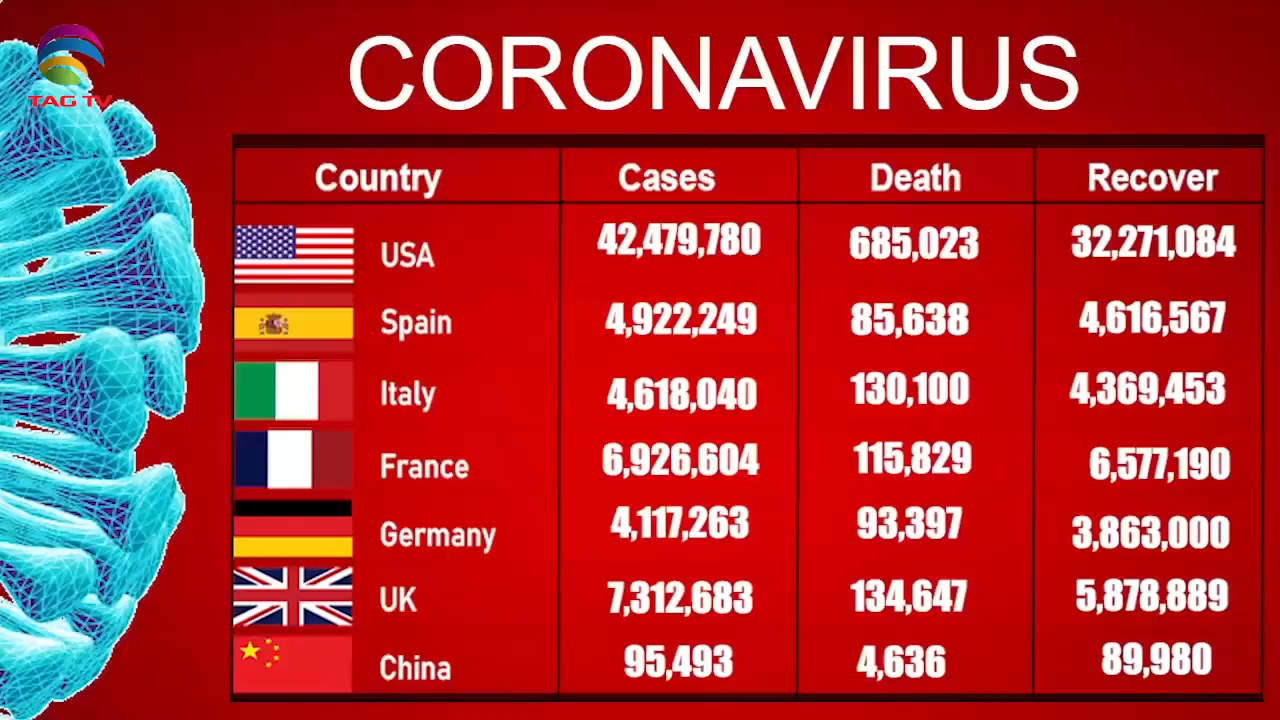 TAG TV
CORONAVIRUS
Country Cases Death Recover
USA 42,479,780 685,023 32,271,084
Spain 4,922,249 85,638 4,616,567
Italy 4,618,040 130,100 4,369,453
France 6,926,604 115,829 6,577,190
Germany 4,117,263 93,397 3,863,000
UK 7,312,683 134,647 5,878,889
China 95,493 4,636 89,980